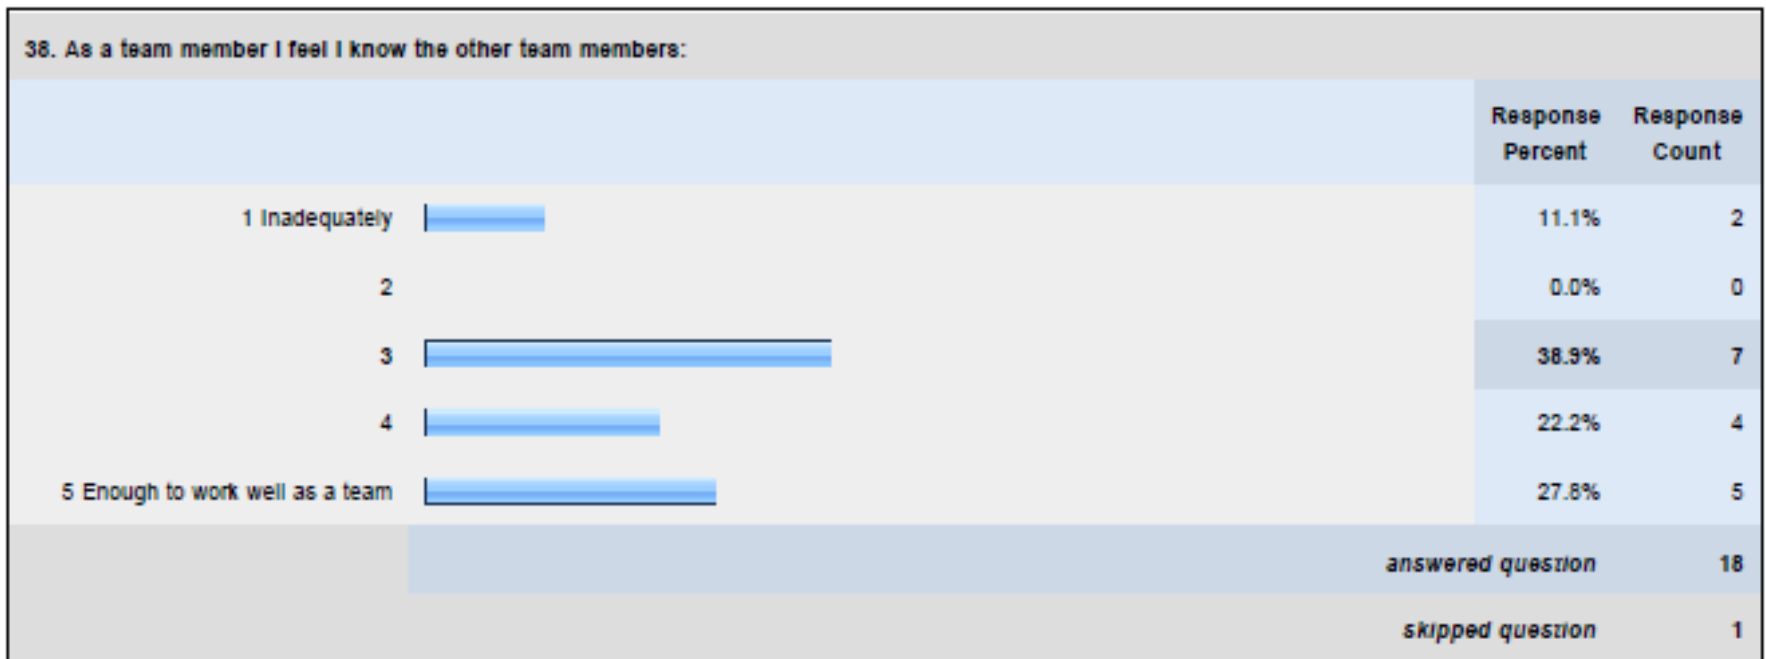 38. As a team member I feel I know the other team members:
Response Percent Response Count
1 Inadequately 11.1% 2
2 0.0% 0
3 38.9% 7
4 22.2% 4
5 Enough to work well as a team 27.8% 5
answered question 18
skipped question 1